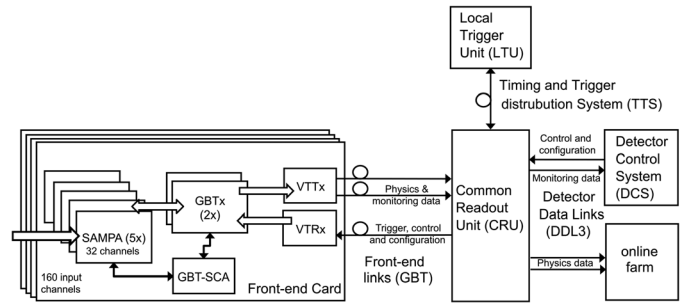 Local
Trigger
Unit (LTU)
Timing and Trigger
distrubution System (TTS)
Control and
configuration
Monitoring data
Detector
Control
System
(DCS)
VTTx
GBTx
(2x)
Physics &
monitoring data
Common
Readout
Unit (CRU)
Detector
Data Links
(DDL3)
VTRx
SAMPA (5x)
32 channels
Trigger, control
and configuration
online
farm
Physics data
160 input
channels
GBT-SCA
Front-end Card
Front-end
links (GBT)